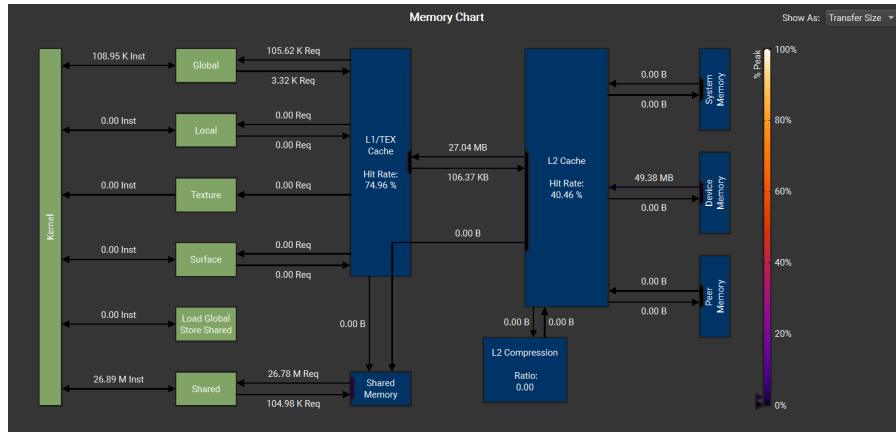 Memory Chart
Show As: Transfer Size
Kernel
108.95 K Inst
Global
105.62 K Req
3.32 K Req
0.00 Inst
Local
0.00 Req
0.00 Req
0.00 Inst
Texture
0.00 Req
0.00 Inst
Surface
0.00 Req
0.00 Req
0.00 Inst
Load Global
Store Shared
26.89 M Inst
Shared
26.78 M Req
104.98 K Req
L1/TEX
Cache
Hit Rate:
74.96 %
0.00 B
Shared
Memory
27.04 MB
106.37 KB
0.00 B
L2 Cache
Hit Rate:
40.46 %
0.00 B
0.00 B
L2 Compression
Ratio:
0.00
0.00 B
0.00 B
System
Memory
49.38 MB
0.00 B
Device
Memory
0.00 B
0.00 B
Peer
Memory
% Peak
100%
80%
60%
40%
20%
0%